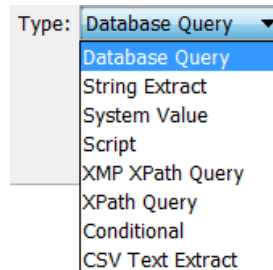 Type: Database Query
Database Query
String Extract
System Value
Script
XMP XPath Query
XPath Query
Conditional
CSV Text Extract